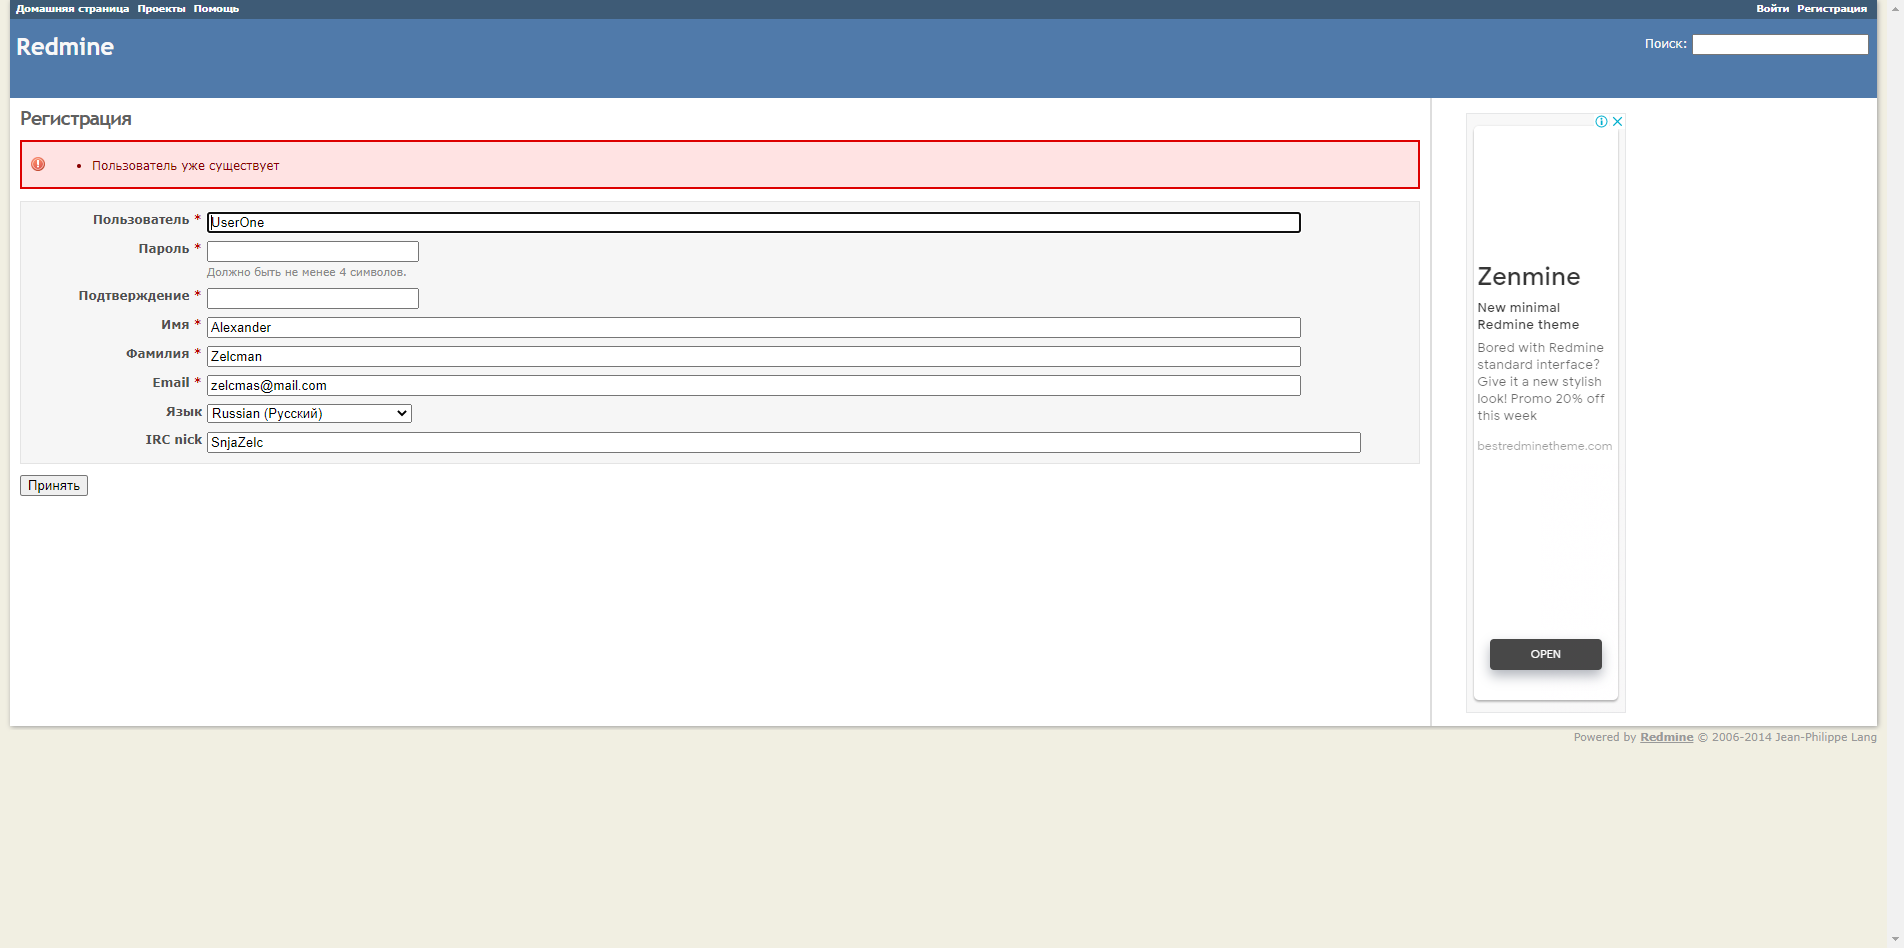 Домашняя страница Проекты Помощь
Войти Регистрация
Redmine
Поиск:
Регистрация
Пользователь уже существует
Пользователь * UserOne
Пароль *
Должно быть не менее 4 символов.
Подтверждение *
Имя * Alexander
Фамилия * Zelcman
Email * zelcmas@mail.com
Язык Russian (Русский)
IRC nick SnjaZelc
Принять
Zenmine
New minimal
Redmine theme
Bored with Redmine
standard interface?
Give it a new stylish
look! Promo 20% off
this week
bestredminetheme.com
OPEN
Powered by Redmine © 2006-2014 Jean-Philippe Lang